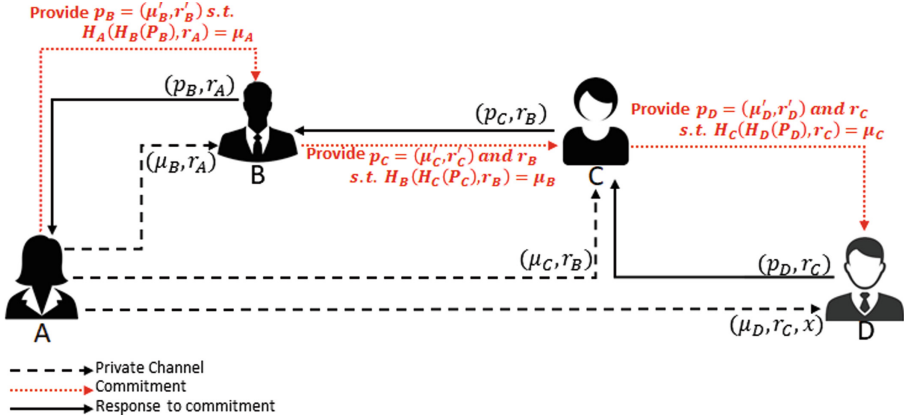 Provide p_B = (μ'_B, r'_B) s.t.
H_A(H_B(P_B), r_A) = μ_A
(p_B, r_A)
(μ_B, r_A)
B
(p_C, r_B)
Provide p_C = (μ'_C, r'_C) and r_B
s.t. H_B(H_C(P_C), r_B) = μ_B
C
Provide p_D = (μ'_D, r'_D) and r_C
s.t. H_C(H_D(P_D), r_C) = μ_C
(μ_C, r_B)
(p_D, r_C)
A
(μ_D, r_C, x)
D
Private Channel
Commitment
Response to commitment